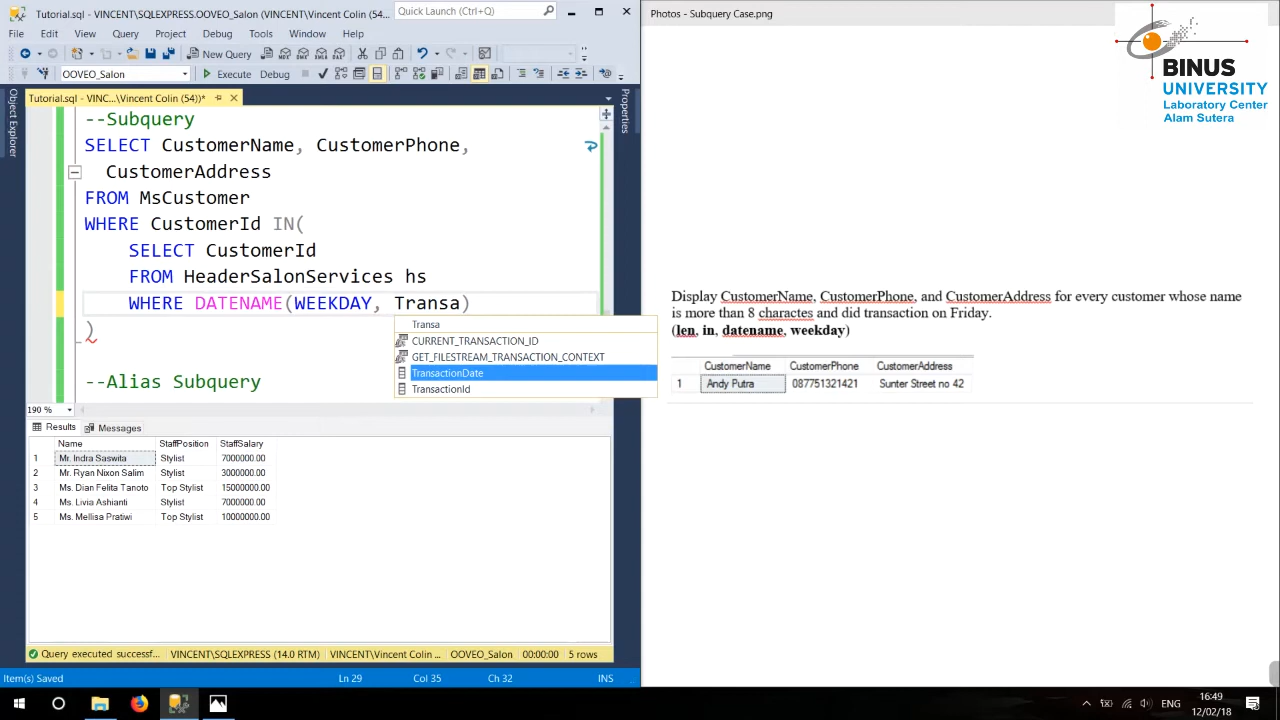 VINCENT\SQLEXPRESS.OOVEO_Salon (VINCENT\Vincent Colin (54...
Quick Launch (Ctrl+Q)
File Edit View Query Project Debug Tools Window Help
New Query
MDX DMX XMLA DAX
OOVEO_Salon
Execute Debug
Object Explorer
Tutorial.sql - VINC...\Vincent Colin (54))*
Properties
--Subquery
SELECT CustomerName, CustomerPhone,
CustomerAddress
FROM MsCustomer
WHERE CustomerId IN(
SELECT CustomerId
FROM HeaderSalonServices hs
WHERE DATENAME(WEEKDAY, Transa)
)
Transa
CURRENT_TRANSACTION_ID
GET_FILESTREAM_TRANSACTION_CONTEXT
TransactionDate
TransactionId
--Alias Subquery
190 %
Results Messages
Name StaffPosition StaffSalary
1 Mr. Indra Saswita Stylist 7000000.00
2 Mr. Ryan Nixon Salim Stylist 3000000.00
3 Ms. Dian Felita Tanoto Top Stylist 15000000.00
4 Ms. Livia Ashianti Stylist 7000000.00
5 Ms. Mellisa Pratiwi Top Stylist 10000000.00
Query executed successf... VINCENT\SQLEXPRESS (14.0 RTM) VINCENT\Vincent Colin ... OOVEO_Salon 00:00:00 5 rows
Item(s) Saved Ln 29 Col 35 Ch 32 INS
Photos - Subquery Case.png
BINUS
UNIVERSITY
Laboratory Center
Alam Sutera
Display CustomerName, CustomerPhone, and CustomerAddress for every customer whose name
is more than 8 charactes and did transaction on Friday.
(len, in, datename, weekday)
CustomerName CustomerPhone CustomerAddress
1 Andy Putra 087751321421 Sunter Street no 42
ENG
16:49
12/02/18